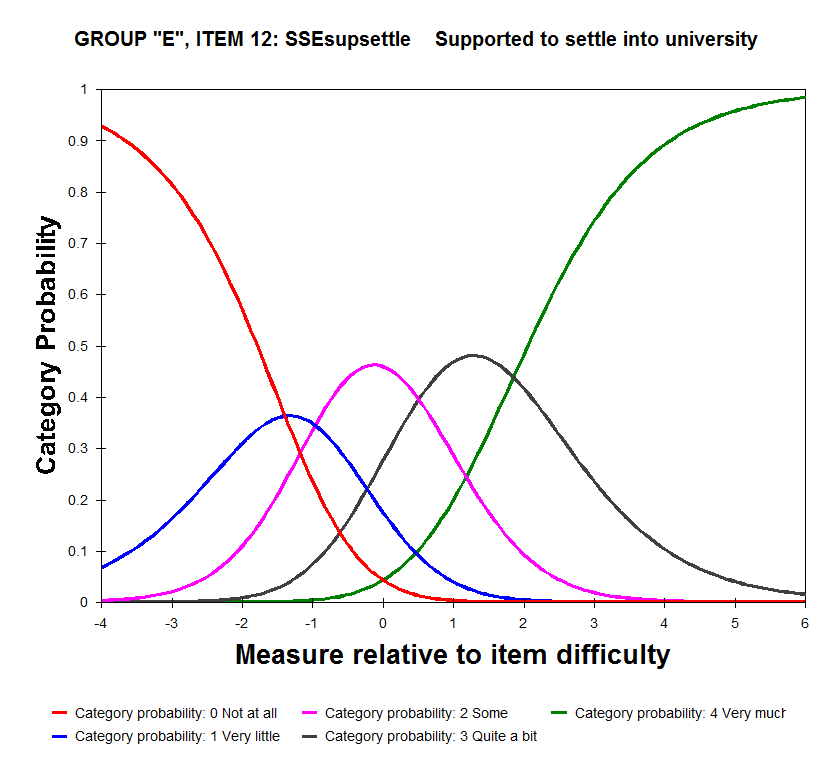 GROUP "E", ITEM 12: SSEsupsettle Supported to settle into university
1
0.9
0.8
0.7
0.6
0.5
0.4
0.3
0.2
0.1
0
Category Probability
-4 -3 -2 -1 0 1 2 3 4 5 6
Measure relative to item difficulty
Category probability: 0 Not at all Category probability: 2 Some Category probability: 4 Very much
Category probability: 1 Very little Category probability: 3 Quite a bit